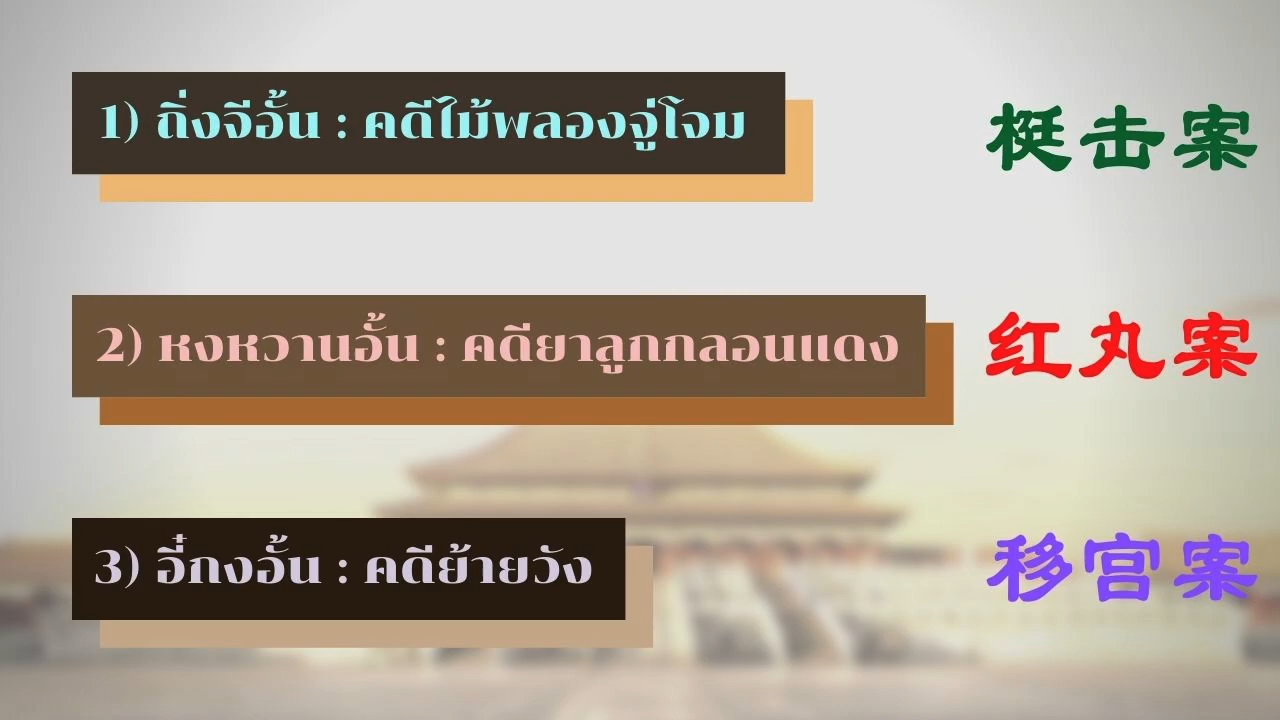 1) ถิ่งจีอั้น : คดีไม้พลองจู่โจม
梃击案
2) หงหวานอั้น : คดียาลูกกลอนแดง
红丸案
3) อี๋กงอั้น : คดีย้ายวัง
移宫案